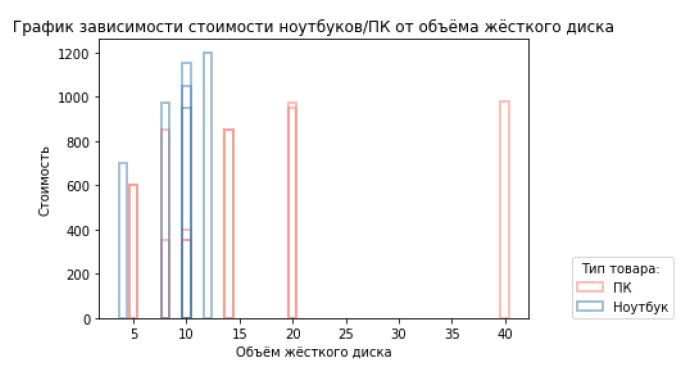 График зависимости стоимости ноутбуков/ПК от объёма жёсткого диска
1200
1000
800
600
400
200
0
Стоимость
5 10 15 20 25 30 35 40
Объём жёсткого диска
Тип товара:
ПК
Ноутбук